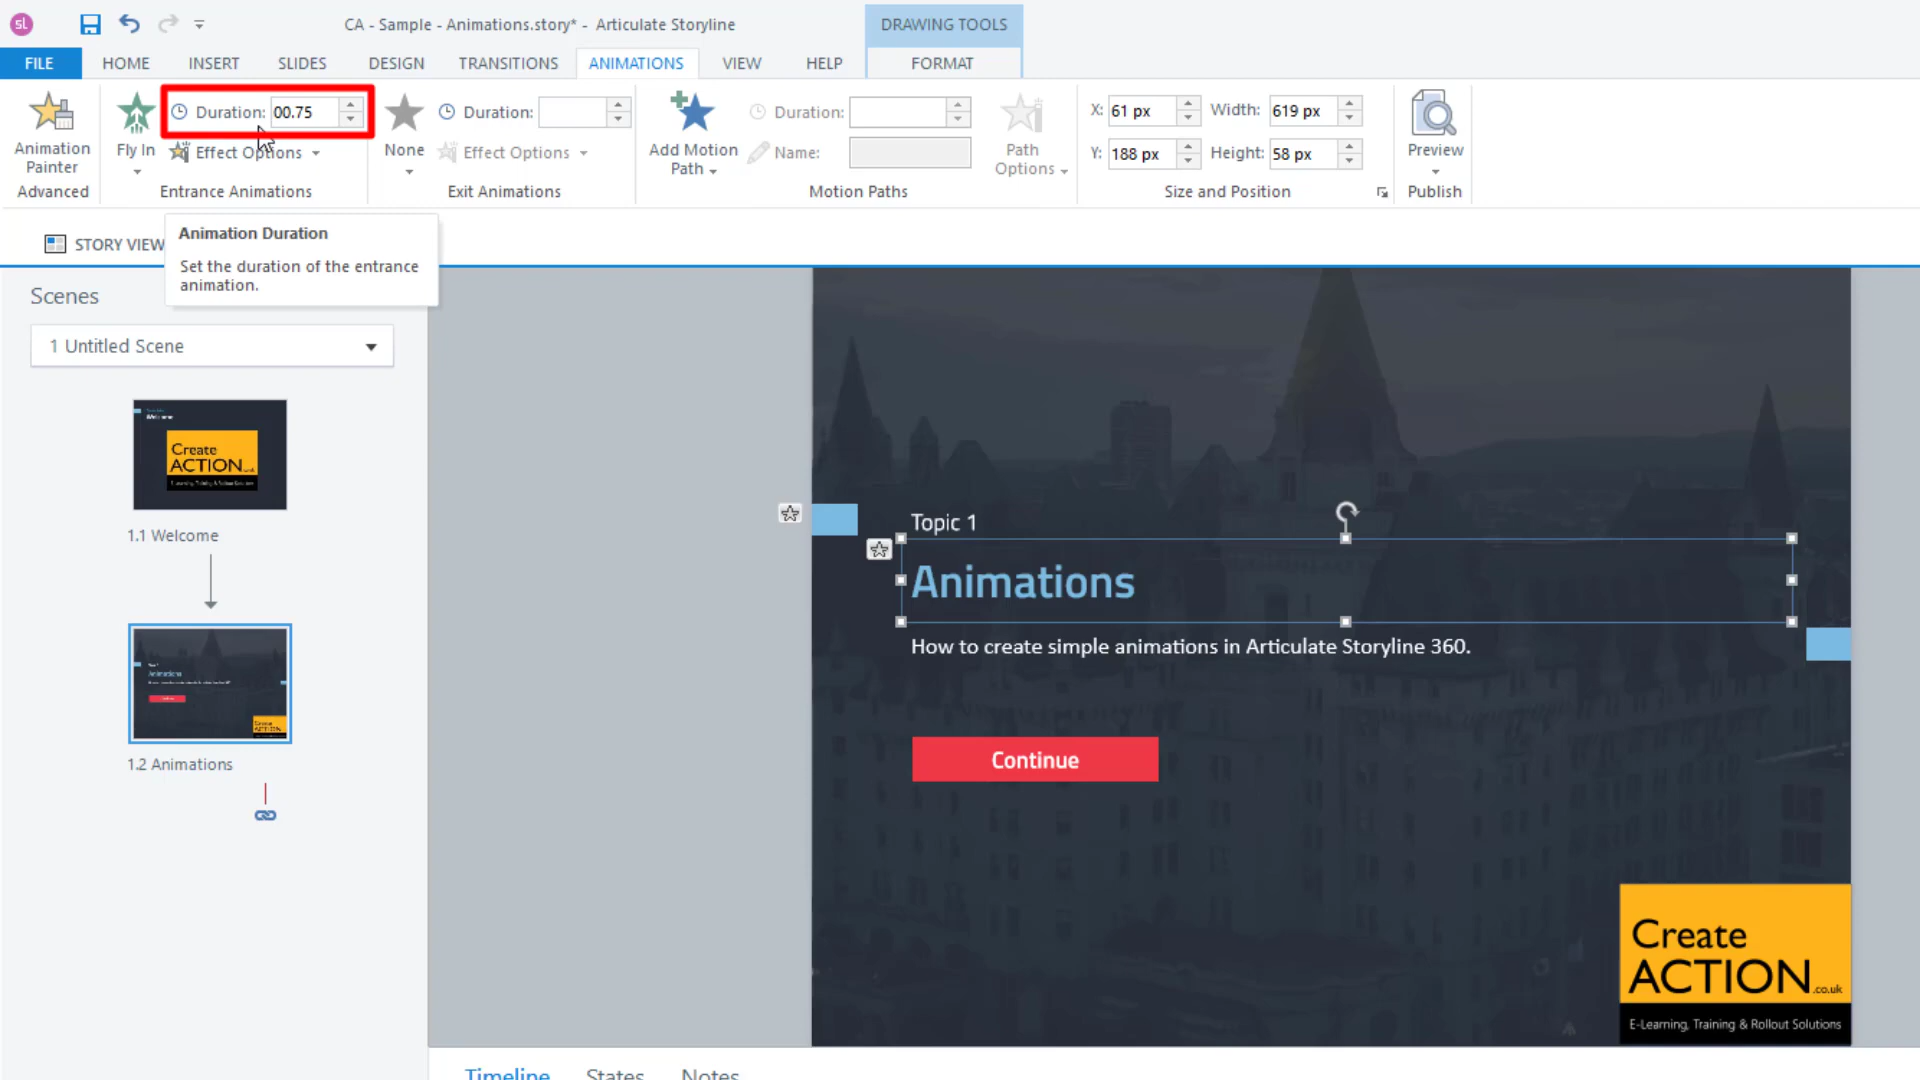 sl
CA - Sample - Animations.story* - Articulate Storyline
DRAWING TOOLS
FILE HOME INSERT SLIDES DESIGN TRANSITIONS ANIMATIONS VIEW HELP FORMAT
Duration: 00.75
Duration:
Duration:
X: 61 px Width: 619 px
Animation Painter
Fly In
Effect Options
None
Effect Options
Add Motion Path
Name:
Path Options
Y: 188 px Height: 58 px
Preview
Advanced
Entrance Animations
Exit Animations
Motion Paths
Size and Position
Publish
STORY VIEW
Animation Duration
Set the duration of the entrance
animation.
Scenes
1 Untitled Scene
Welcome
Create
ACTION
1.1 Welcome
Animations
Create
ACTION
1.2 Animations
Topic 1
Animations
How to create simple animations in Articulate Storyline 360.
Continue
Create
ACTION.co.uk
E-Learning, Training & Rollout Solutions
Timeline States Notes